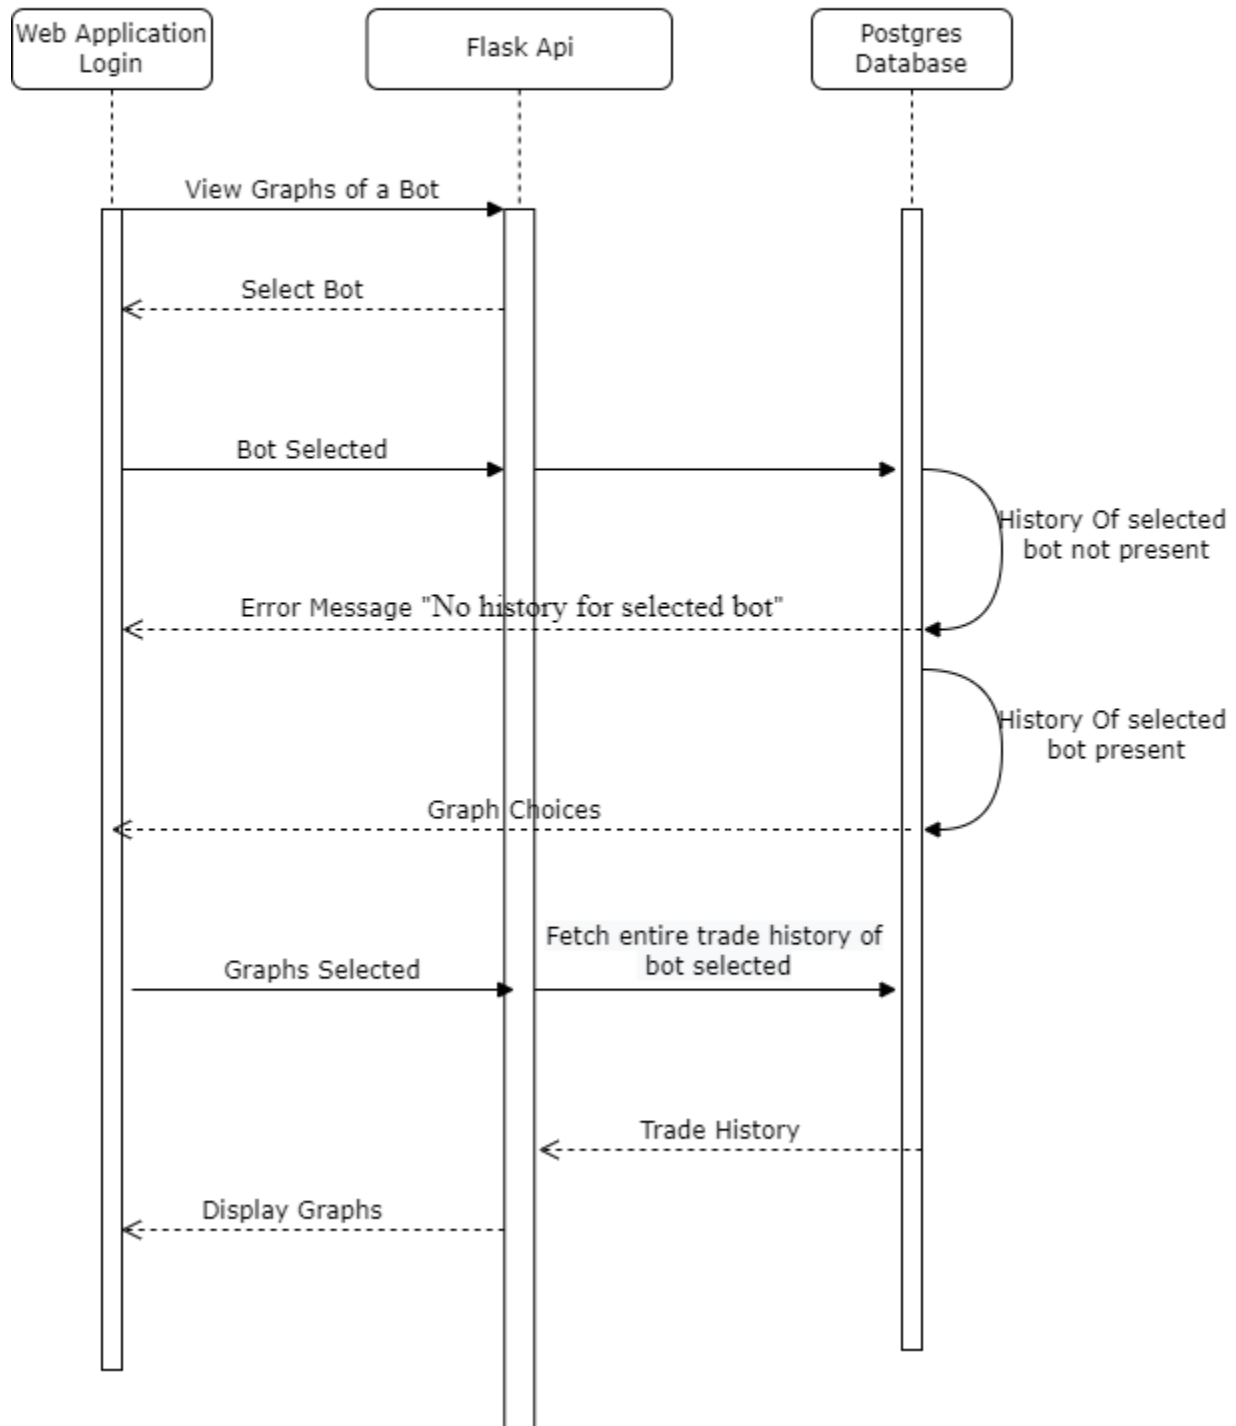 Web Application
Login
Flask Api
Postgres
Database
View Graphs of a Bot
Select Bot
Bot Selected
History Of selected
bot not present
Error Message "No history for selected bot"
History Of selected
bot present
Graph Choices
Fetch entire trade history of
bot selected
Graphs Selected
Trade History
Display Graphs